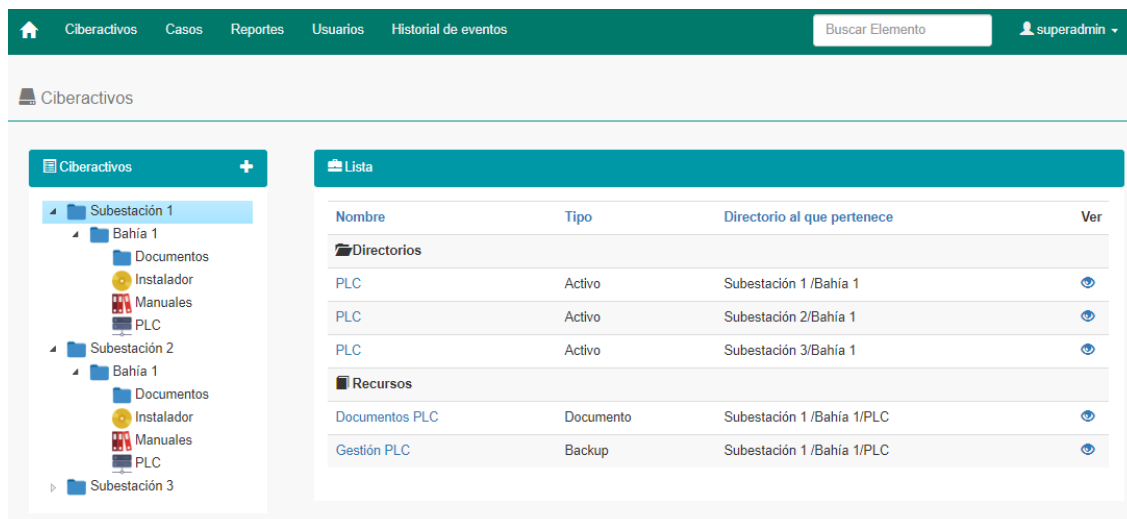 Ciberactivos Casos Reportes Usuarios Historial de eventos Buscar Elemento superadmin
Ciberactivos
Ciberactivos
Subestación 1
Bahía 1
Documentos
Instalador
Manuales
PLC
Subestación 2
Bahía 1
Documentos
Instalador
Manuales
PLC
Subestación 3
Lista
Nombre Tipo Directorio al que pertenece Ver
Directorios
PLC Activo Subestación 1 /Bahía 1
PLC Activo Subestación 2/Bahía 1
PLC Activo Subestación 3/Bahía 1
Recursos
Documentos PLC Documento Subestación 1 /Bahía 1/PLC
Gestión PLC Backup Subestación 1 /Bahía 1/PLC